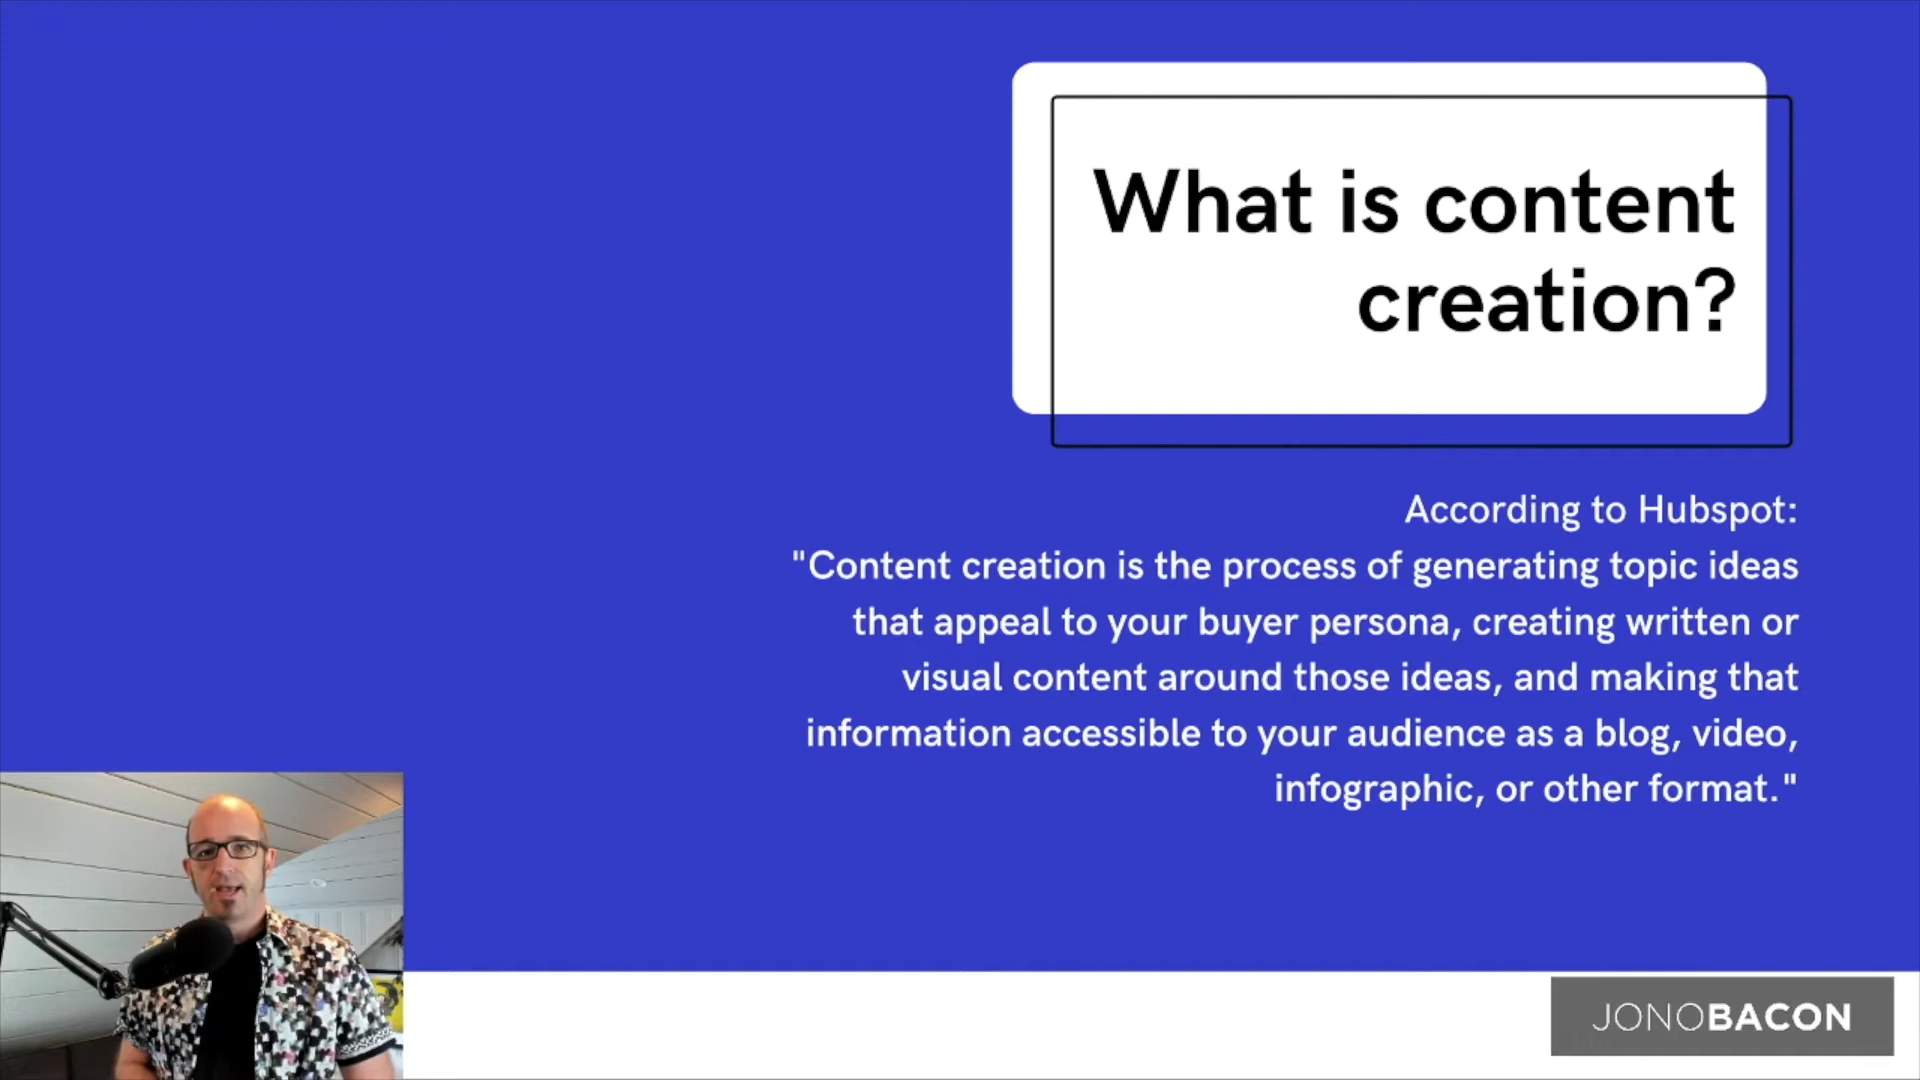 What is content
creation?
According to Hubspot:
"Content creation is the process of generating topic ideas
that appeal to your buyer persona, creating written or
visual content around those ideas, and making that
information accessible to your audience as a blog, video,
infographic, or other format."
JONOBACON